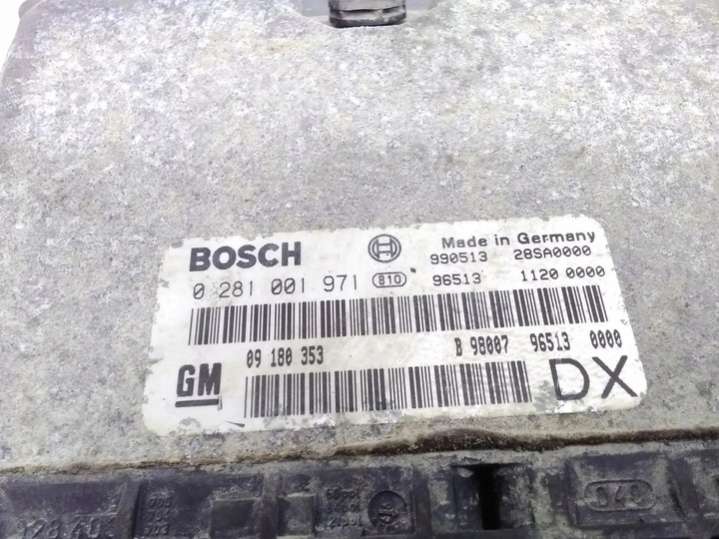 BOSCH Made in Germany
990513 28SA0000
0 281 001 971 810 96513 1120 0000
GM 09 180 353 B 98007 96513 0000
DX